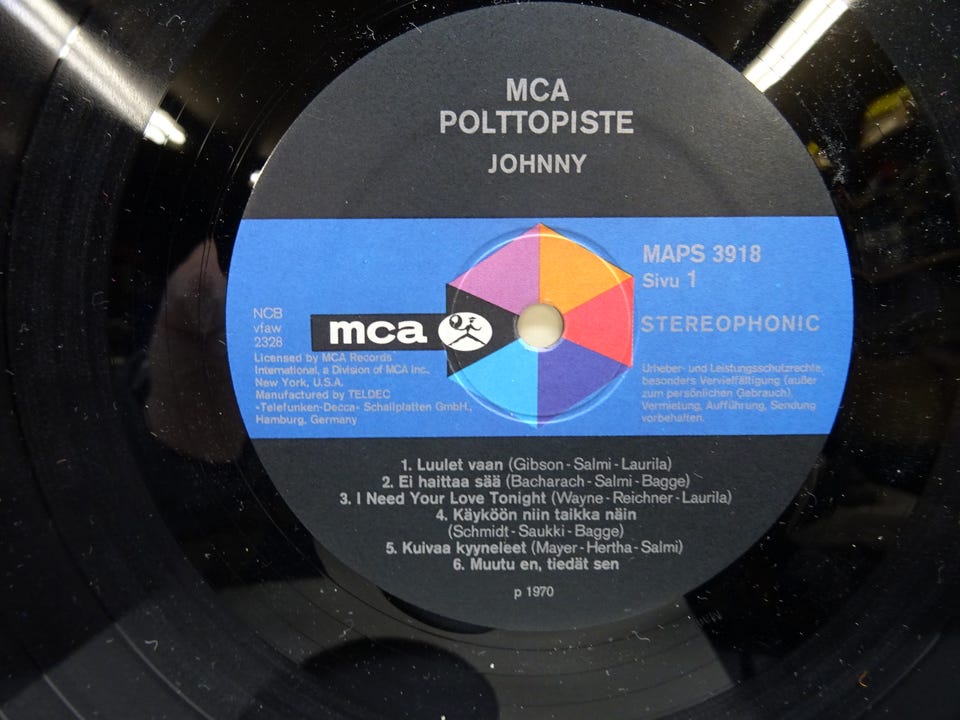 MCA
POLTTOPISTE
JOHNNY
MAPS 3918
Sivu 1
STEREOPHONIC
NCB
vfaw
2328
mca
Licensed by MCA Records
International, a Division of MCA Inc.,
New York, U.S.A.
Manufactured by TELDEC
»Telefunken-Decca« Schallplatten GmbH.,
Hamburg, Germany
Urheber- und Leistungsschutzrechte,
besonders Vervielfältigung (außer
zum persönlichen Gebrauch),
Vermietung, Aufführung, Sendung
vorbehalten.
1. Luulet vaan (Gibson - Salmi - Laurila)
2. Ei haittaa sää (Bacharach - Salmi - Bagge)
3. I Need Your Love Tonight (Wayne - Reichner - Laurila)
4. Käyköön niin taikka näin
(Schmidt - Saukki - Bagge)
5. Kuivaa kyyneleet (Mayer - Hertha - Salmi)
6. Muutu en, tiedät sen
p 1970